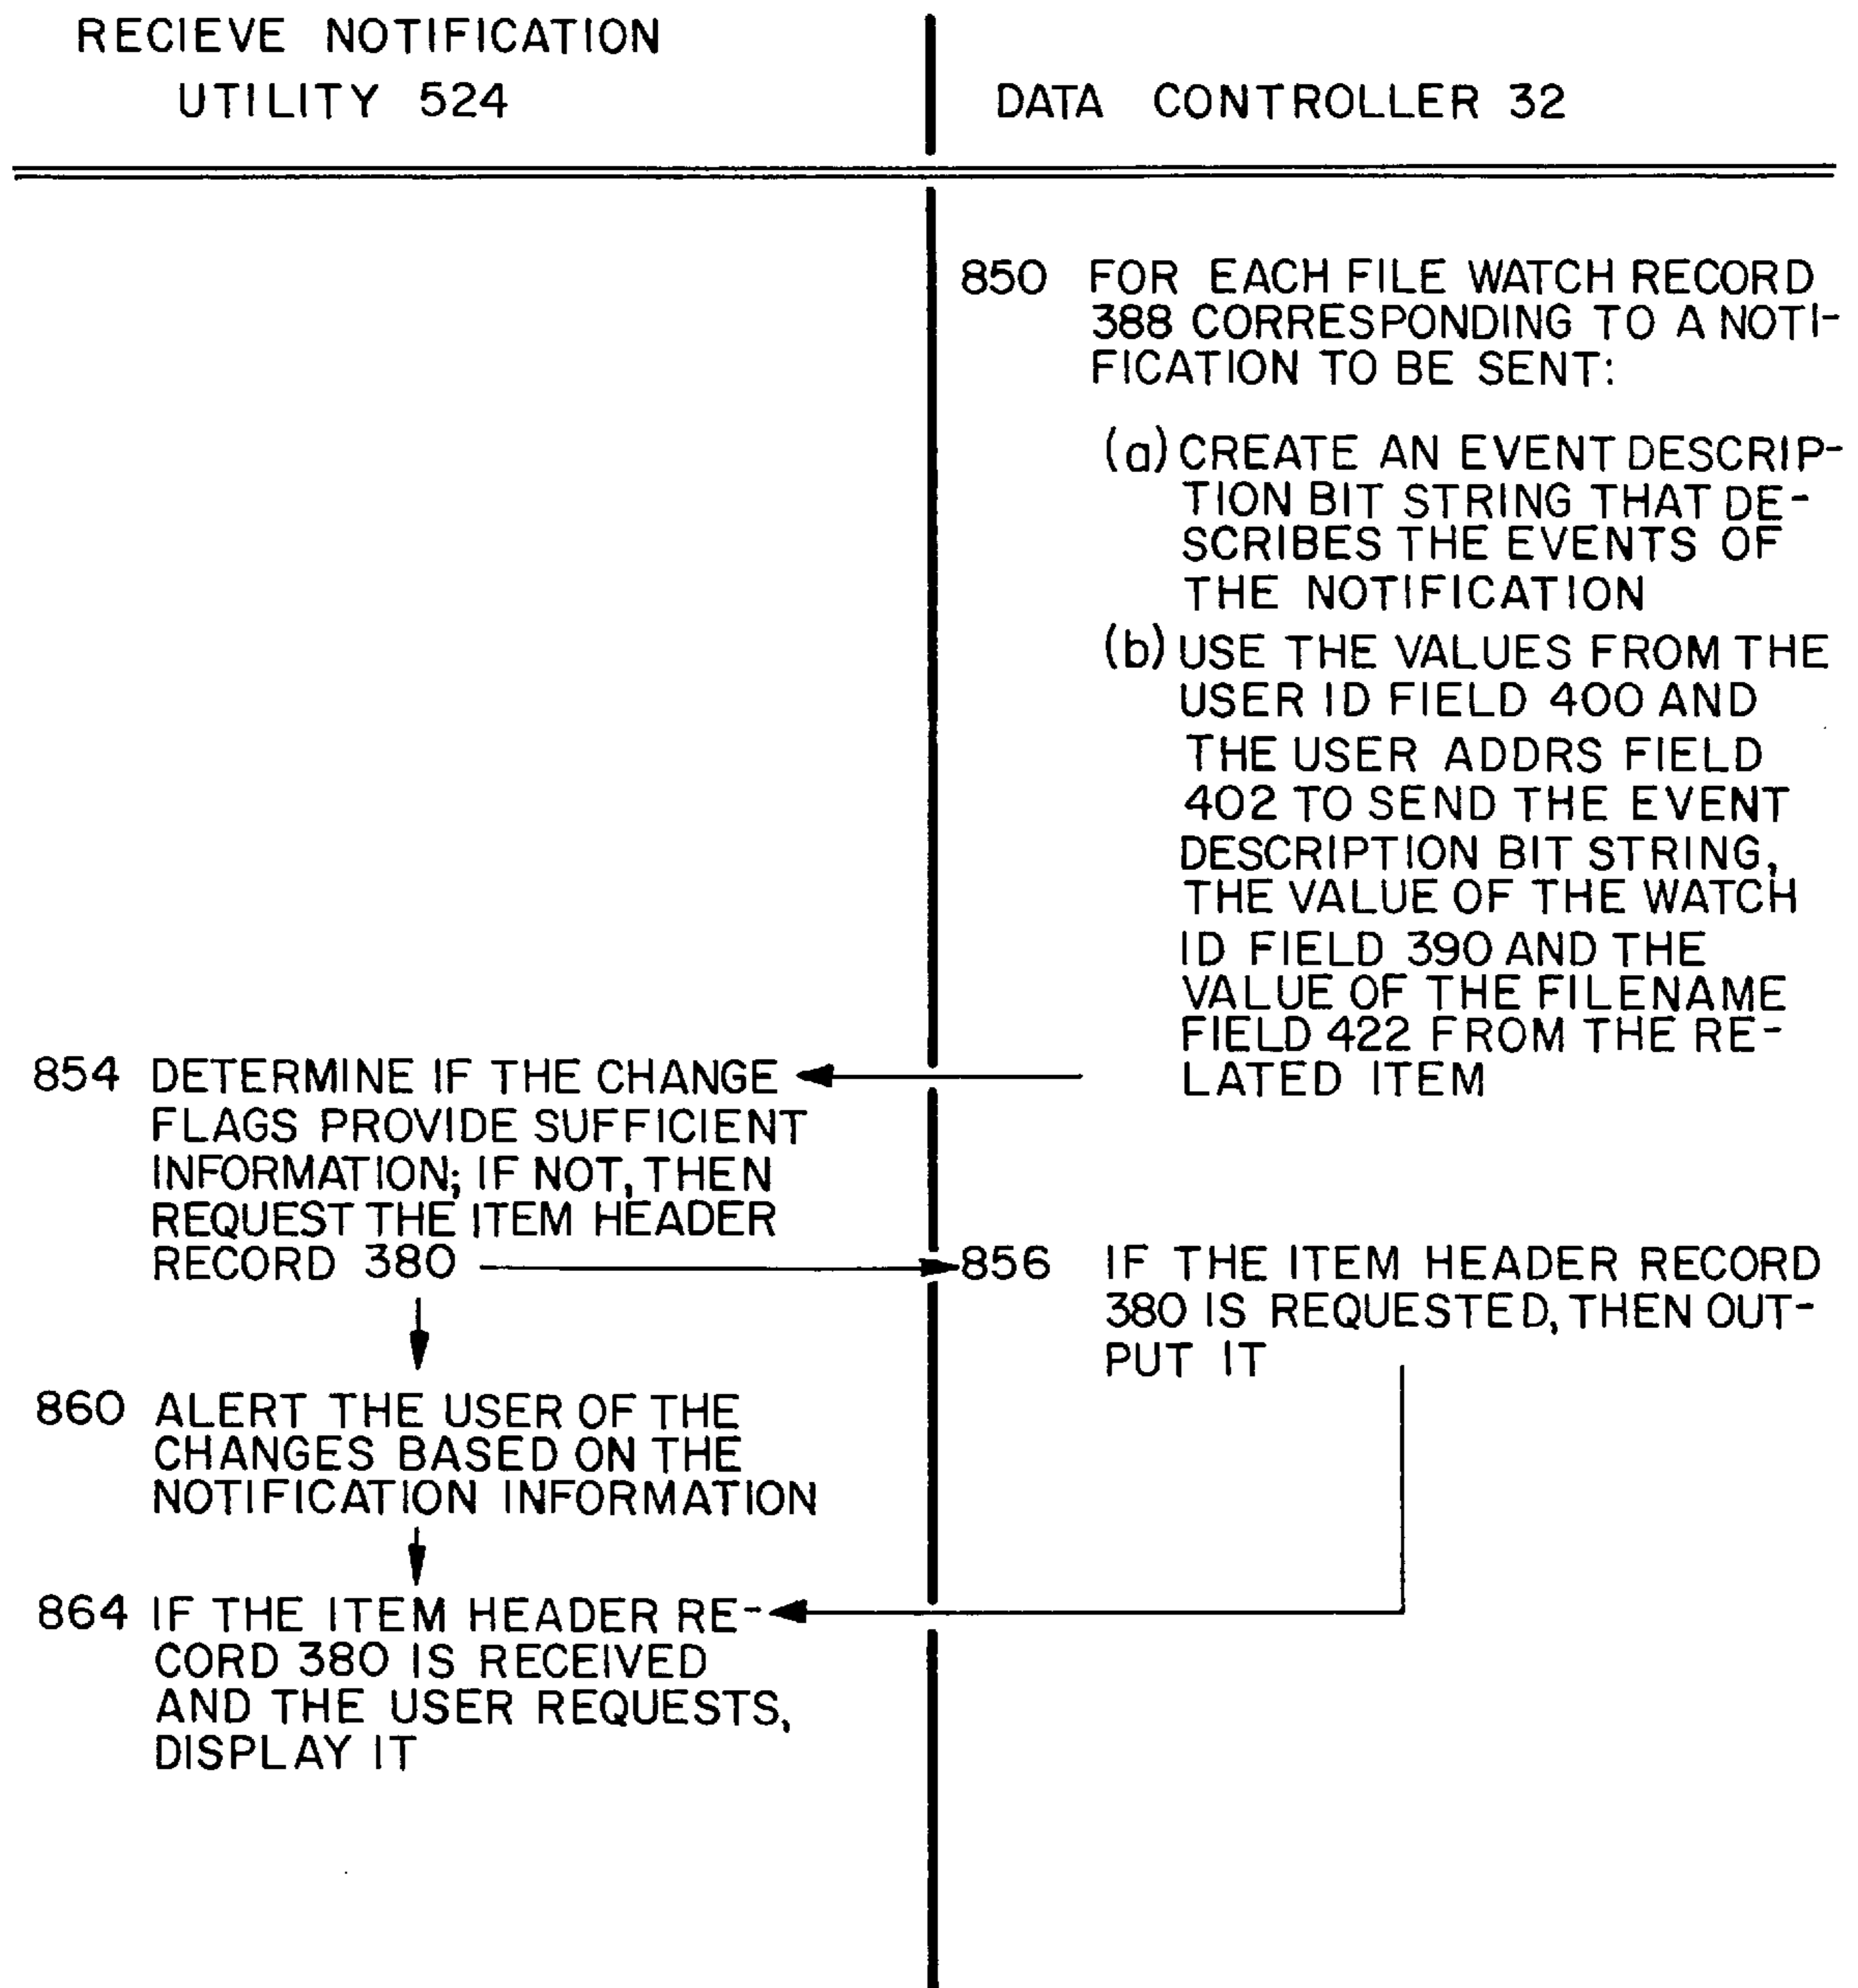 RECIEVE NOTIFICATION
UTILITY 524
DATA CONTROLLER 32
850 FOR EACH FILE WATCH RECORD
388 CORRESPONDING TO A NOTI-
FICATION TO BE SENT:
(a) CREATE AN EVENT DESCRIP-
TION BIT STRING THAT DE-
SCRIBES THE EVENTS OF
THE NOTIFICATION
(b) USE THE VALUES FROM THE
USER ID FIELD 400 AND
THE USER ADDRS FIELD
402 TO SEND THE EVENT
DESCRIPTION BIT STRING,
THE VALUE OF THE WATCH
ID FIELD 390 AND THE
VALUE OF THE FILENAME
FIELD 422 FROM THE RE-
LATED ITEM
854 DETERMINE IF THE CHANGE
FLAGS PROVIDE SUFFICIENT
INFORMATION; IF NOT, THEN
REQUEST THE ITEM HEADER
RECORD 380
856 IF THE ITEM HEADER RECORD
380 IS REQUESTED, THEN OUT-
PUT IT
860 ALERT THE USER OF THE
CHANGES BASED ON THE
NOTIFICATION INFORMATION
864 IF THE ITEM HEADER RE-
CORD 380 IS RECEIVED
AND THE USER REQUESTS,
DISPLAY IT